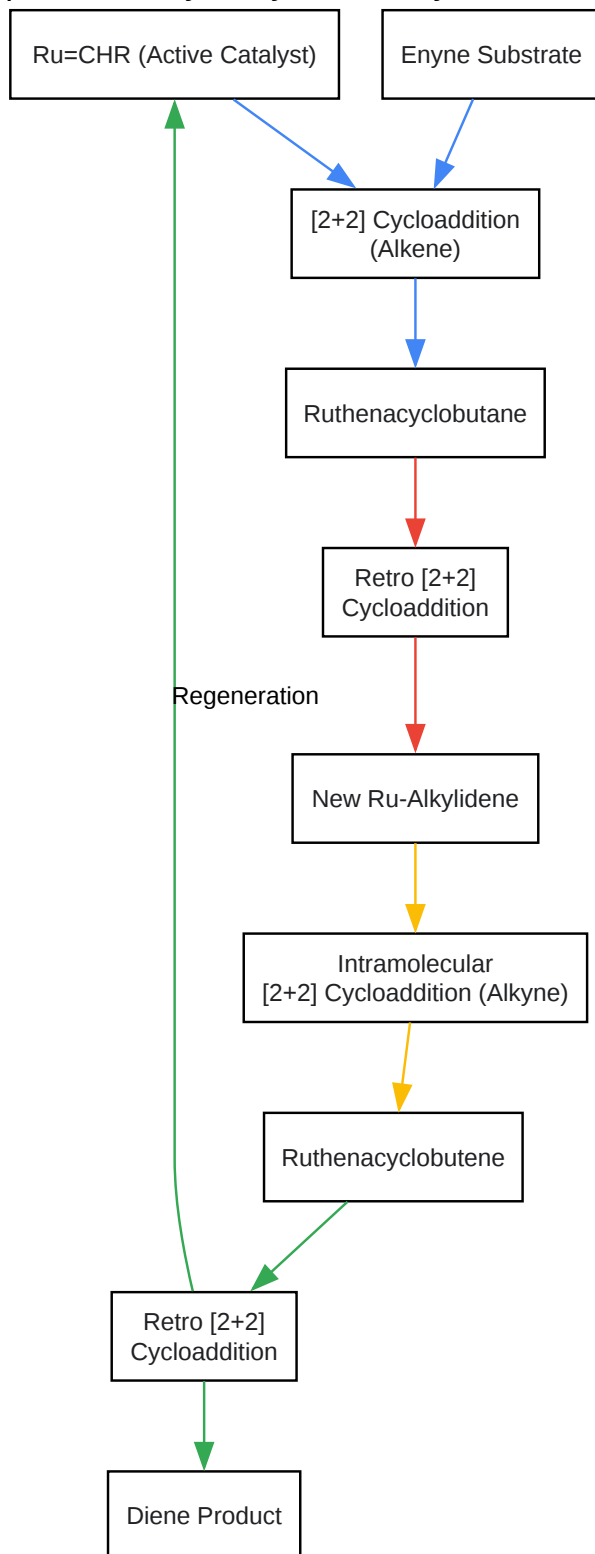 Ru=CHR (Active Catalyst)
Enyne Substrate
[2+2] Cycloaddition
(Alkene)
Ruthenacyclobutane
Retro [2+2]
Cycloaddition
Regeneration
New Ru-Alkylidene
Intramolecular
[2+2] Cycloaddition (Alkyne)
Ruthenacyclobutene
Retro [2+2]
Cycloaddition
Diene Product